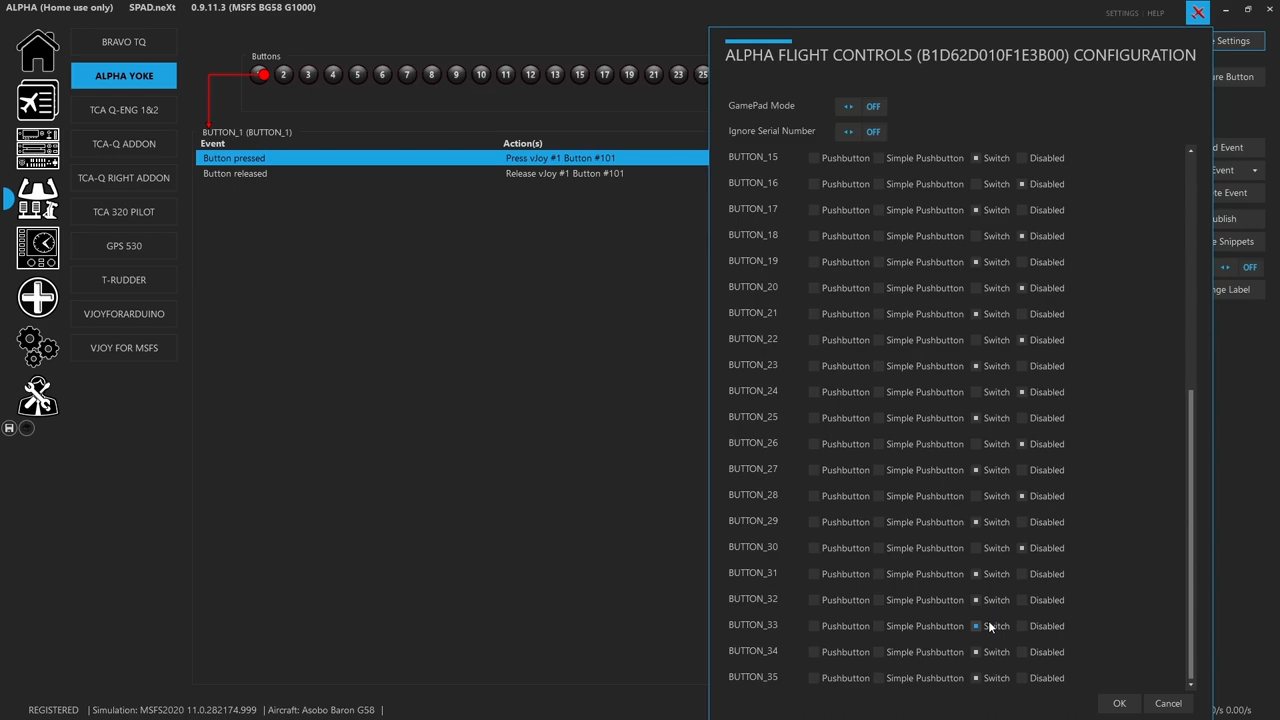 ALPHA (Home use only) SPAD.neXt 0.9.11.3 (MSFS BG58 G1000)
SETTINGS | HELP
BRAVO TQ
ALPHA YOKE
TCA Q-ENG 1&2
TCA-Q ADDON
TCA-Q RIGHT ADDON
TCA 320 PILOT
GPS 530
T-RUDDER
VJOYFORARDUINO
VJOY FOR MSFS
Buttons
2 3 4 5 6 7 8 9 10 11 12 13 15 17 19 21 23 25
BUTTON_1 (BUTTON_1)
Event Action(s)
Button pressed Press vJoy #1 Button #101
Button released Release vJoy #1 Button #101
ALPHA FLIGHT CONTROLS (B1D62D010F1E3B00) CONFIGURATION
GamePad Mode OFF
Ignore Serial Number OFF
BUTTON_15 Pushbutton Simple Pushbutton Switch Disabled
BUTTON_16 Pushbutton Simple Pushbutton Switch Disabled
BUTTON_17 Pushbutton Simple Pushbutton Switch Disabled
BUTTON_18 Pushbutton Simple Pushbutton Switch Disabled
BUTTON_19 Pushbutton Simple Pushbutton Switch Disabled
BUTTON_20 Pushbutton Simple Pushbutton Switch Disabled
BUTTON_21 Pushbutton Simple Pushbutton Switch Disabled
BUTTON_22 Pushbutton Simple Pushbutton Switch Disabled
BUTTON_23 Pushbutton Simple Pushbutton Switch Disabled
BUTTON_24 Pushbutton Simple Pushbutton Switch Disabled
BUTTON_25 Pushbutton Simple Pushbutton Switch Disabled
BUTTON_26 Pushbutton Simple Pushbutton Switch Disabled
BUTTON_27 Pushbutton Simple Pushbutton Switch Disabled
BUTTON_28 Pushbutton Simple Pushbutton Switch Disabled
BUTTON_29 Pushbutton Simple Pushbutton Switch Disabled
BUTTON_30 Pushbutton Simple Pushbutton Switch Disabled
BUTTON_31 Pushbutton Simple Pushbutton Switch Disabled
BUTTON_32 Pushbutton Simple Pushbutton Switch Disabled
BUTTON_33 Pushbutton Simple Pushbutton Switch Disabled
BUTTON_34 Pushbutton Simple Pushbutton Switch Disabled
BUTTON_35 Pushbutton Simple Pushbutton Switch Disabled
OK Cancel
Settings
Button
Event
Event
Event
Snippets
OFF
Label
REGISTERED | Simulation: MSFS2020 11.0.282174.999 | Aircraft: Asobo Baron G58 |
0.00/s